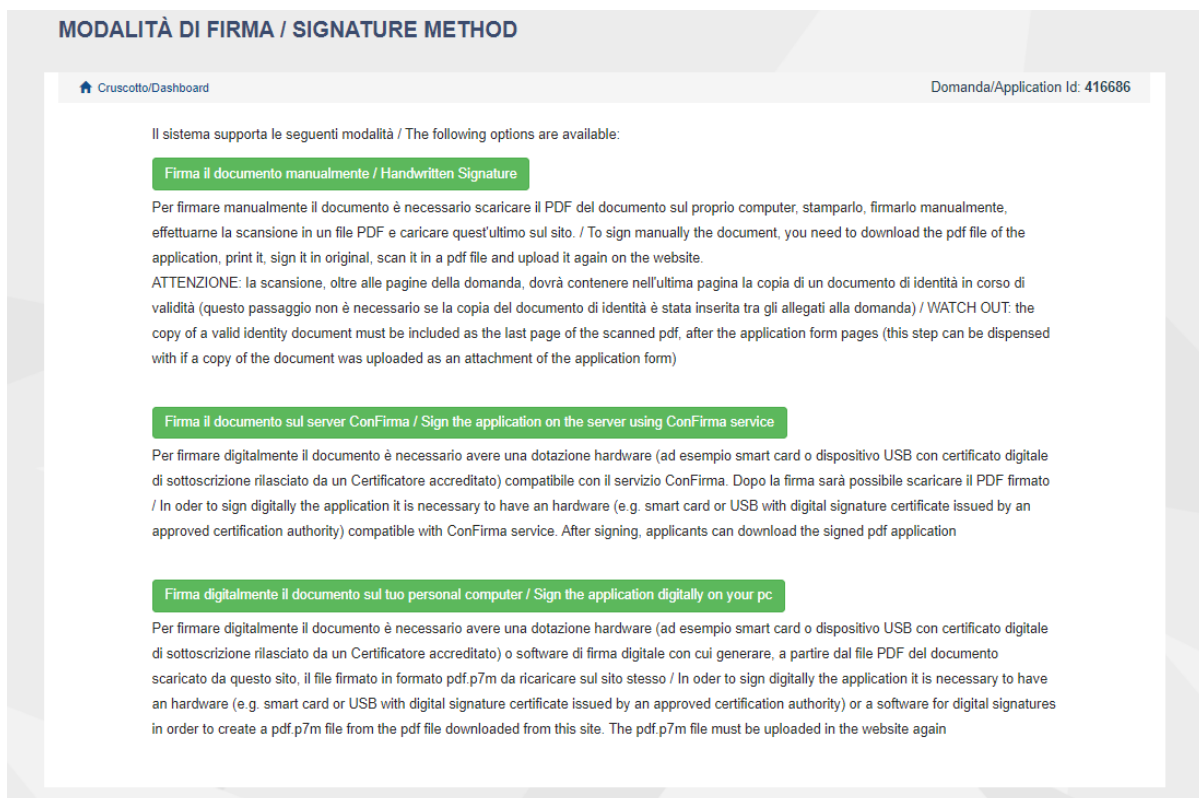 MODALITÀ DI FIRMA / SIGNATURE METHOD
Cruscotto/Dashboard
Domanda/Application Id: 416686
Il sistema supporta le seguenti modalità / The following options are available:
Firma il documento manualmente / Handwritten Signature
Per firmare manualmente il documento è necessario scaricare il PDF del documento sul proprio computer, stamparlo, firmarlo manualmente,
effettuarne la scansione in un file PDF e caricare quest'ultimo sul sito. / To sign manually the document, you need to download the pdf file of the
application, print it, sign it in original, scan it in a pdf file and upload it again on the website.
ATTENZIONE: la scansione, oltre alle pagine della domanda, dovrà contenere nell'ultima pagina la copia di un documento di identità in corso di
validità (questo passaggio non è necessario se la copia del documento di identità è stata inserita tra gli allegati alla domanda) / WATCH OUT: the
copy of a valid identity document must be included as the last page of the scanned pdf, after the application form pages (this step can be dispensed
with if a copy of the document was uploaded as an attachment of the application form)
Firma il documento sul server ConFirma / Sign the application on the server using ConFirma service
Per firmare digitalmente il documento è necessario avere una dotazione hardware (ad esempio smart card o dispositivo USB con certificato digitale
di sottoscrizione rilasciato da un Certificatore accreditato) compatibile con il servizio ConFirma. Dopo la firma sarà possibile scaricare il PDF firmato
/ In oder to sign digitally the application it is necessary to have an hardware (e.g. smart card or USB with digital signature certificate issued by an
approved certification authority) compatible with ConFirma service. After signing, applicants can download the signed pdf application
Firma digitalmente il documento sul tuo personal computer / Sign the application digitally on your pc
Per firmare digitalmente il documento è necessario avere una dotazione hardware (ad esempio smart card o dispositivo USB con certificato digitale
di sottoscrizione rilasciato da un Certificatore accreditato) o software di firma digitale con cui generare, a partire dal file PDF del documento
scaricato da questo sito, il file firmato in formato pdf.p7m da ricaricare sul sito stesso / In oder to sign digitally the application it is necessary to have
an hardware (e.g. smart card or USB with digital signature certificate issued by an approved certification authority) or a software for digital signatures
in order to create a pdf.p7m file from the pdf file downloaded from this site. The pdf.p7m file must be uploaded in the website again